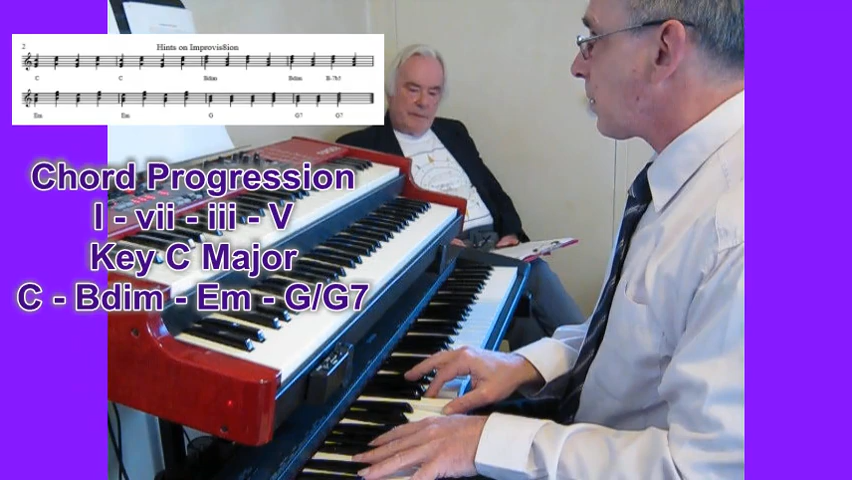 2
Hints on Improvis8ion
C C Bdim Bdim B-7b5
Em Em G G7 G7
Chord Progression
I - vii - iii - V
Key C Major
C - Bdim - Em - G/G7